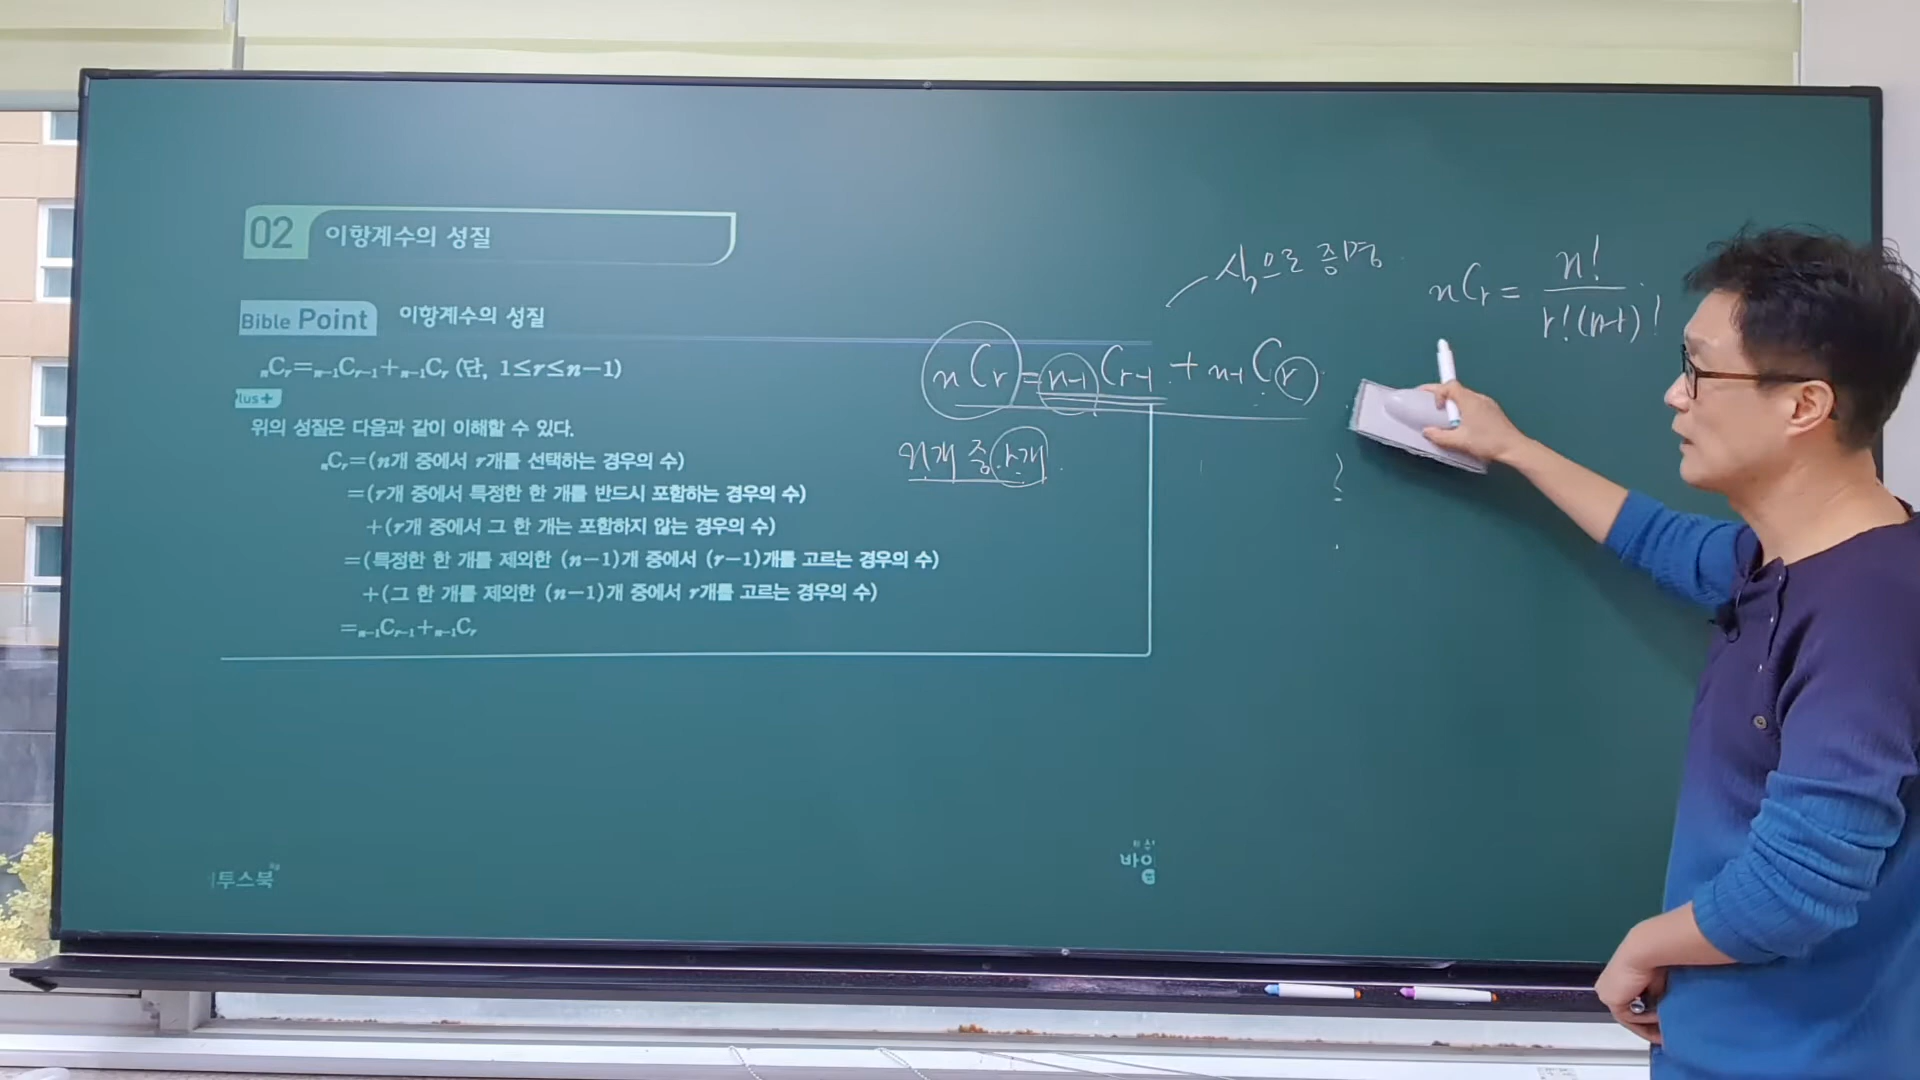 02 이항계수의 성질
Bible Point 이항계수의 성질
ₙCᵣ=ₙ₋₁Cᵣ₋₁+ₙ₋₁Cᵣ (단, 1≤r≤n−1)
lus+
위의 성질은 다음과 같이 이해할 수 있다.
ₙCᵣ=(n개 중에서 r개를 선택하는 경우의 수)
=(r개 중에서 특정한 한 개를 반드시 포함하는 경우의 수)
+(r개 중에서 그 한 개는 포함하지 않는 경우의 수)
=(특정한 한 개를 제외한 (n−1)개 중에서 (r−1)개를 고르는 경우의 수)
+(그 한 개를 제외한 (n−1)개 중에서 r개를 고르는 경우의 수)
=ₙ₋₁Cᵣ₋₁+ₙ₋₁Cᵣ
투스북
바이
식으로 증명
nCr = n-1Cr-1 + n-1Cr
n개 중 r개
nCr = n! / r!(n-r)!